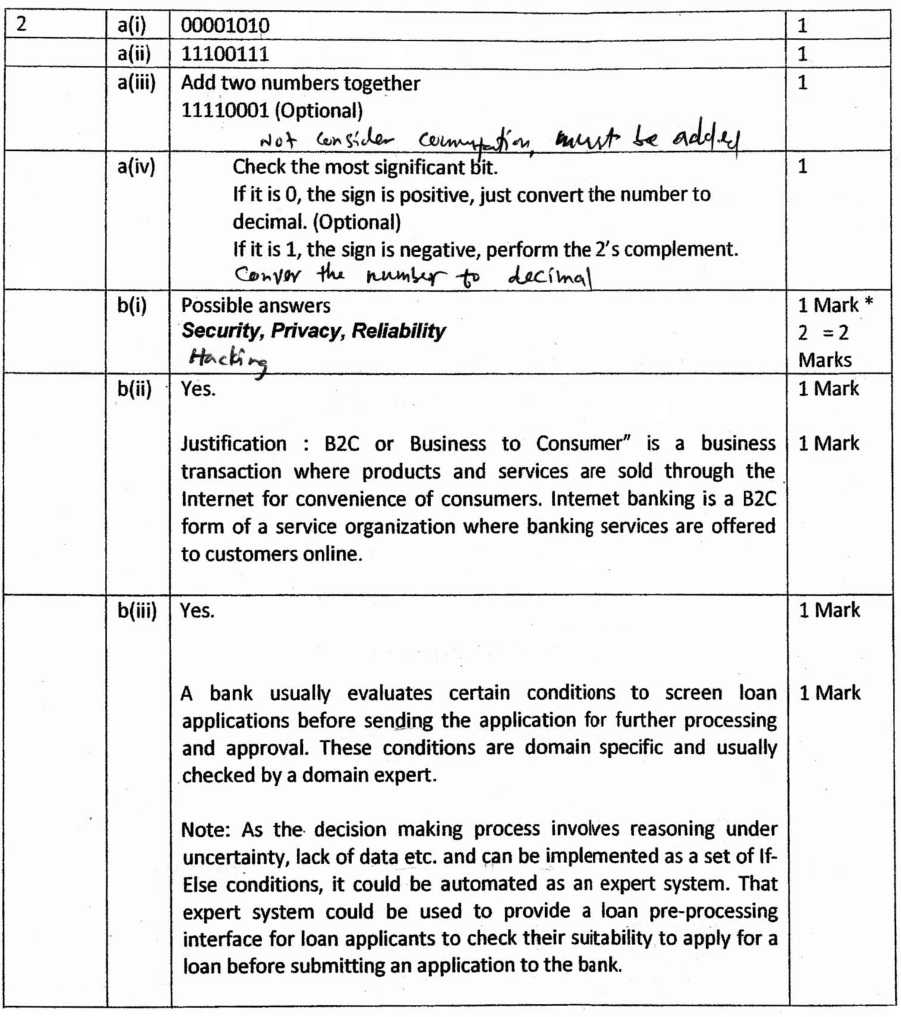 2 a(i) 00001010 1
a(ii) 11100111 1
a(iii) Add two numbers together 1
11110001 (Optional)
Not consider must be added
a(iv) Check the most significant bit. 1
If it is 0, the sign is positive, just convert the number to
decimal. (Optional)
If it is 1, the sign is negative, perform the 2's complement.
Conver the number to decimal
b(i) Possible answers 1 Mark *
Security, Privacy, Reliability 2 = 2
Hacking Marks
b(ii) Yes. 1 Mark
Justification : B2C or Business to Consumer" is a business 1 Mark
transaction where products and services are sold through the
Internet for convenience of consumers. Internet banking is a B2C
form of a service organization where banking services are offered
to customers online.
b(iii) Yes. 1 Mark
A bank usually evaluates certain conditions to screen loan 1 Mark
applications before sending the application for further processing
and approval. These conditions are domain specific and usually
checked by a domain expert.
Note: As the decision making process involves reasoning under
uncertainty, lack of data etc. and can be implemented as a set of If-
Else conditions, it could be automated as an expert system. That
expert system could be used to provide a loan pre-processing
interface for loan applicants to check their suitability to apply for a
loan before submitting an application to the bank.